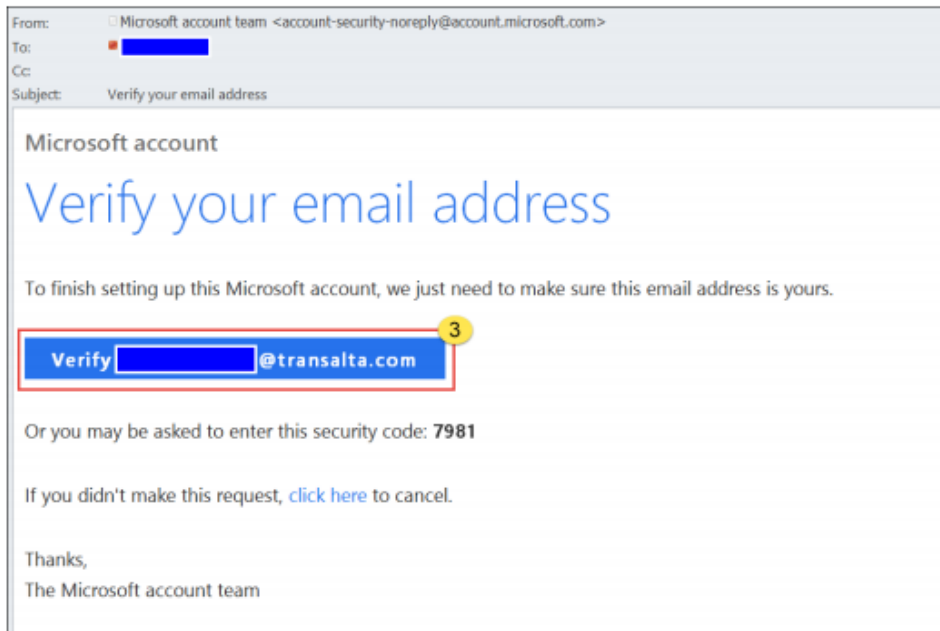 From: Microsoft account team <account-security-noreply@account.microsoft.com>
To:
Cc:
Subject: Verify your email address
Microsoft account
Verify your email address
To finish setting up this Microsoft account, we just need to make sure this email address is yours.
3
Verify @transalta.com
Or you may be asked to enter this security code: 7981
If you didn't make this request, click here to cancel.
Thanks,
The Microsoft account team